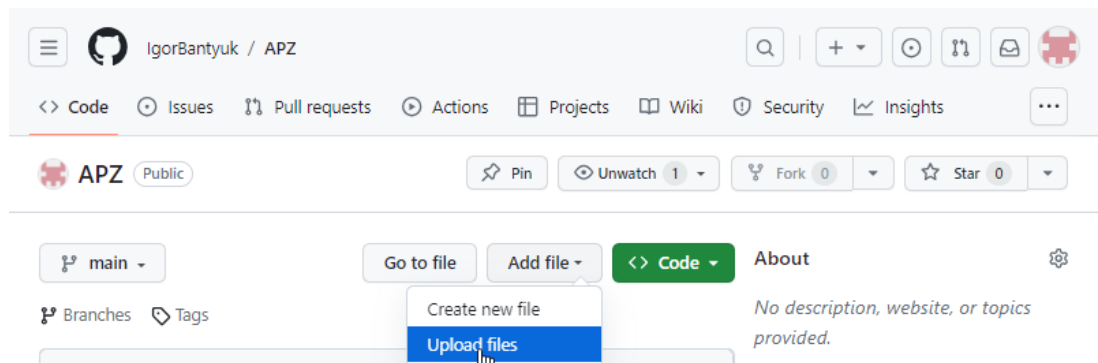 IgorBantyuk / APZ
Code Issues Pull requests Actions Projects Wiki Security Insights
APZ Public Pin Unwatch 1 Fork 0 Star 0
main Go to file Add file Code About
Create new file
No description, website, or topics
Branches Tags
provided.
Upload files